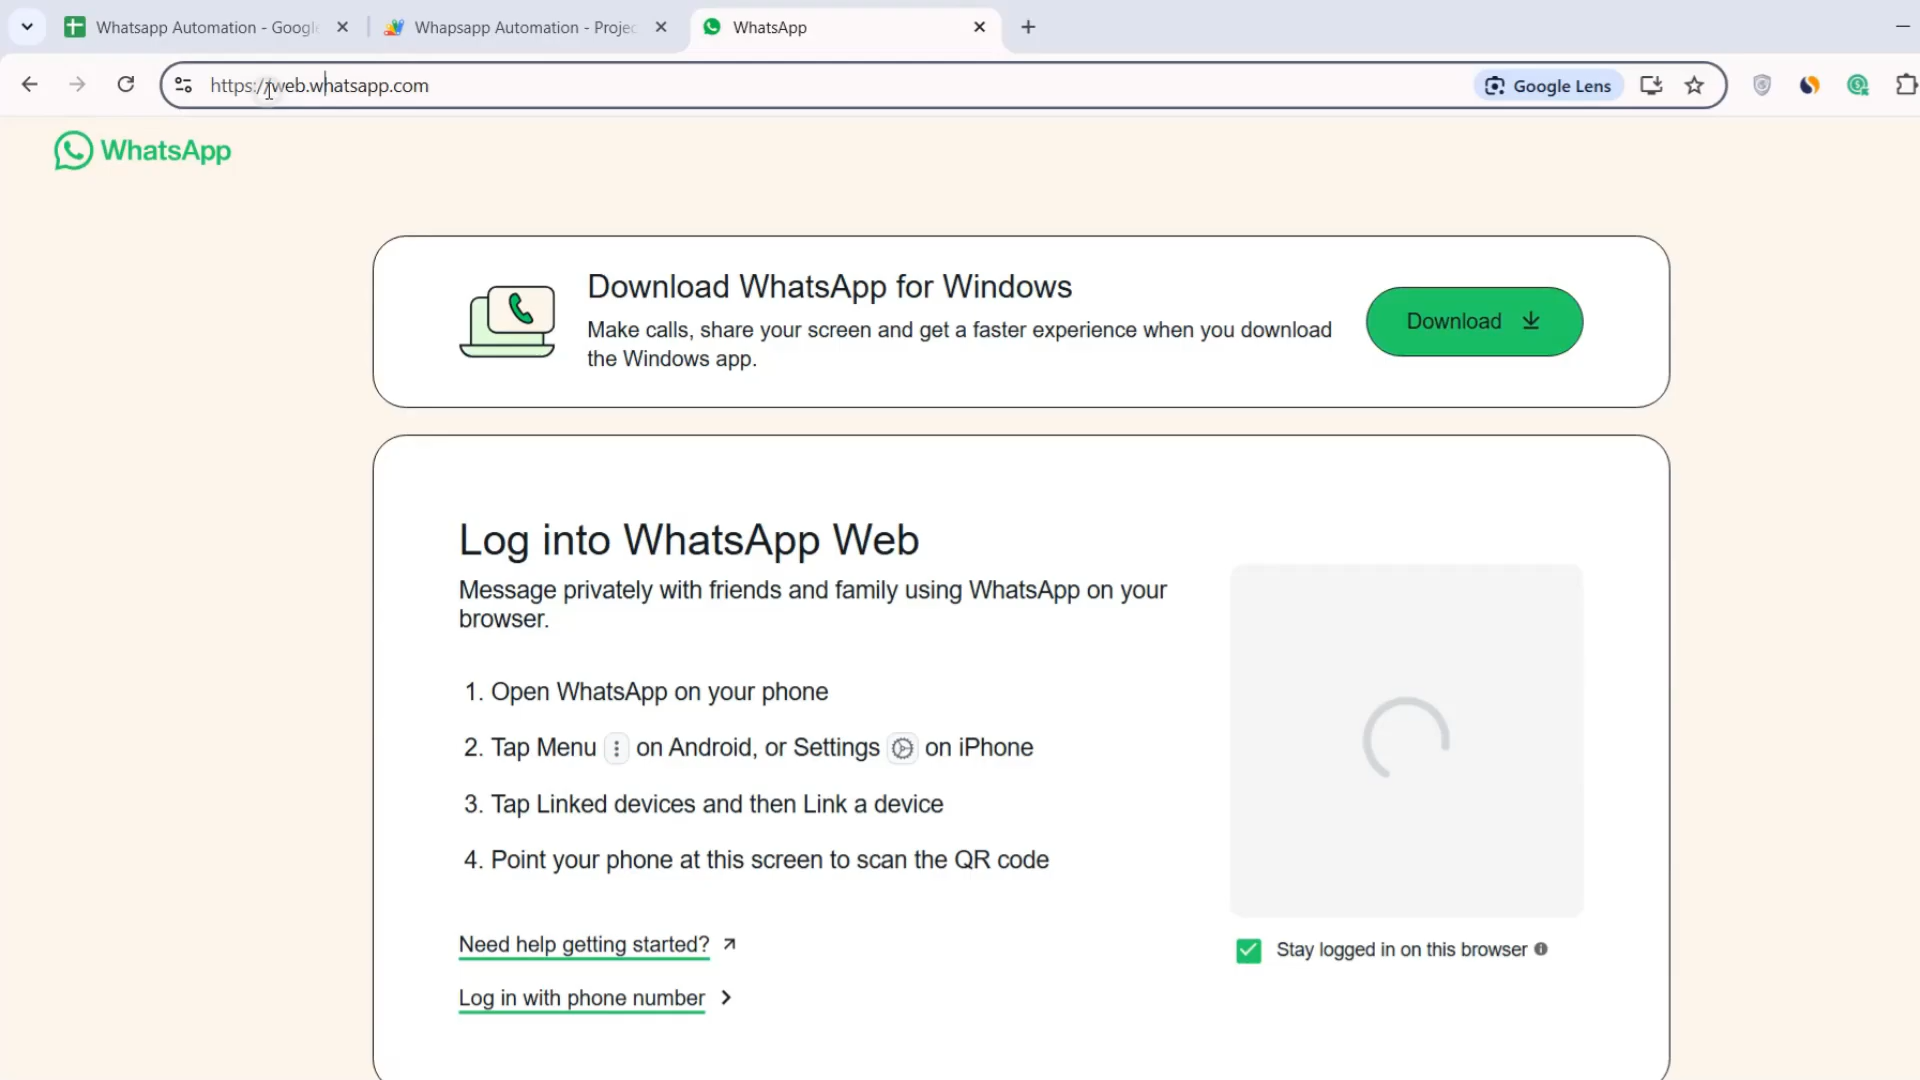 Whatsapp Automation - Googl
Whapsapp Automation - Projec
WhatsApp
https://web.whatsapp.com
Google Lens
WhatsApp
Download WhatsApp for Windows
Make calls, share your screen and get a faster experience when you download
the Windows app.
Download
Log into WhatsApp Web
Message privately with friends and family using WhatsApp on your
browser.
1. Open WhatsApp on your phone
2. Tap Menu on Android, or Settings on iPhone
3. Tap Linked devices and then Link a device
4. Point your phone at this screen to scan the QR code
Need help getting started?
Stay logged in on this browser
Log in with phone number